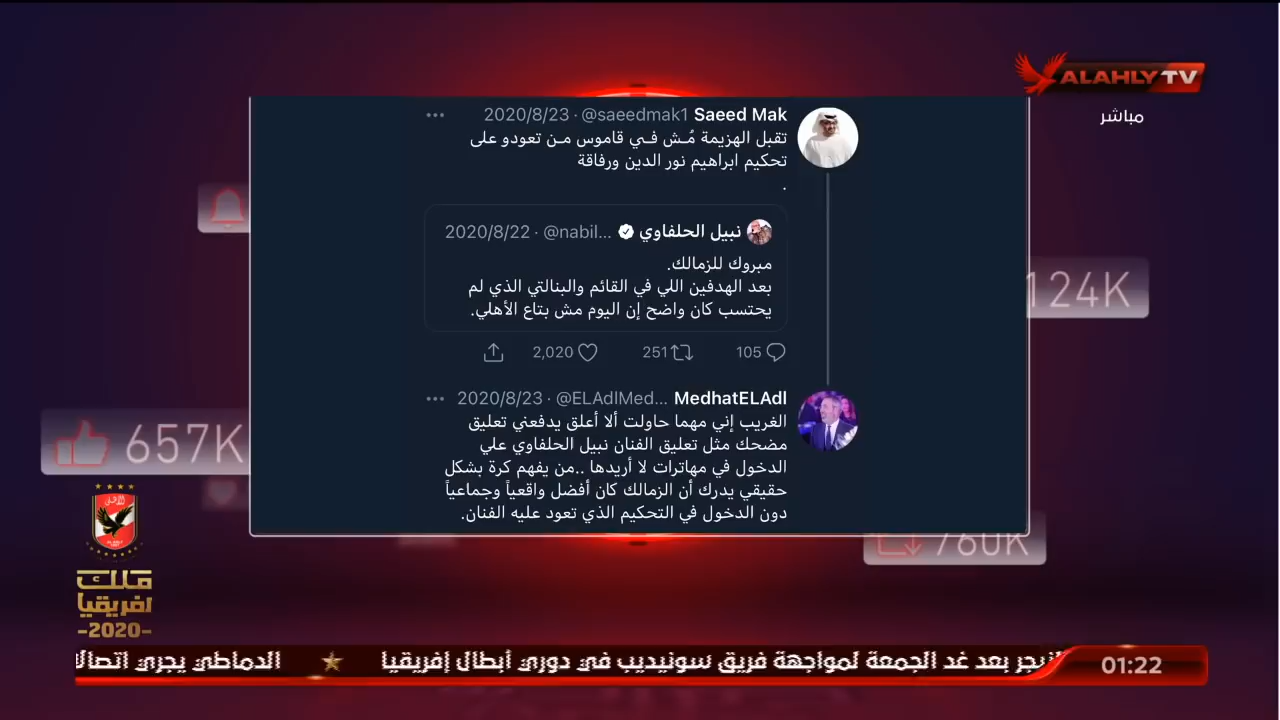 ALAHLY TV
مباشر
Saeed Mak @saeedmak1 · 2020/8/23
تقبل الهزيمة مُـش فـي قاموس مـن تعودو على
تحكيم ابراهيم نور الدين ورفاقة
.
نبيل الحلفاوي @nabil... · 2020/8/22
مبروك للزمالك.
بعد الهدفين اللي في القائم والبنالتي الذي لم
يحتسب كان واضح إن اليوم مش بتاع الأهلي.
105 251 2,020
MedhatELAdl @ELAdlMed... · 2020/8/23
الغريب إني مهما حاولت ألا أعلق يدفعني تعليق
مضحك مثل تعليق الفنان نبيل الحلفاوي علي
الدخول في مهاترات لا أريدها ..من يفهم كرة بشكل
حقيقي يدرك أن الزمالك كان أفضل واقعياً وجماعياً
دون الدخول في التحكيم الذي تعود عليه الفنان.
124K
657K
760K
ملك
افريقيا
-2020-
النيجر بعد غد الجمعة لمواجهة فريق سونيديب في دوري أبطال إفريقيا ★ الدماطي يجري
01:22